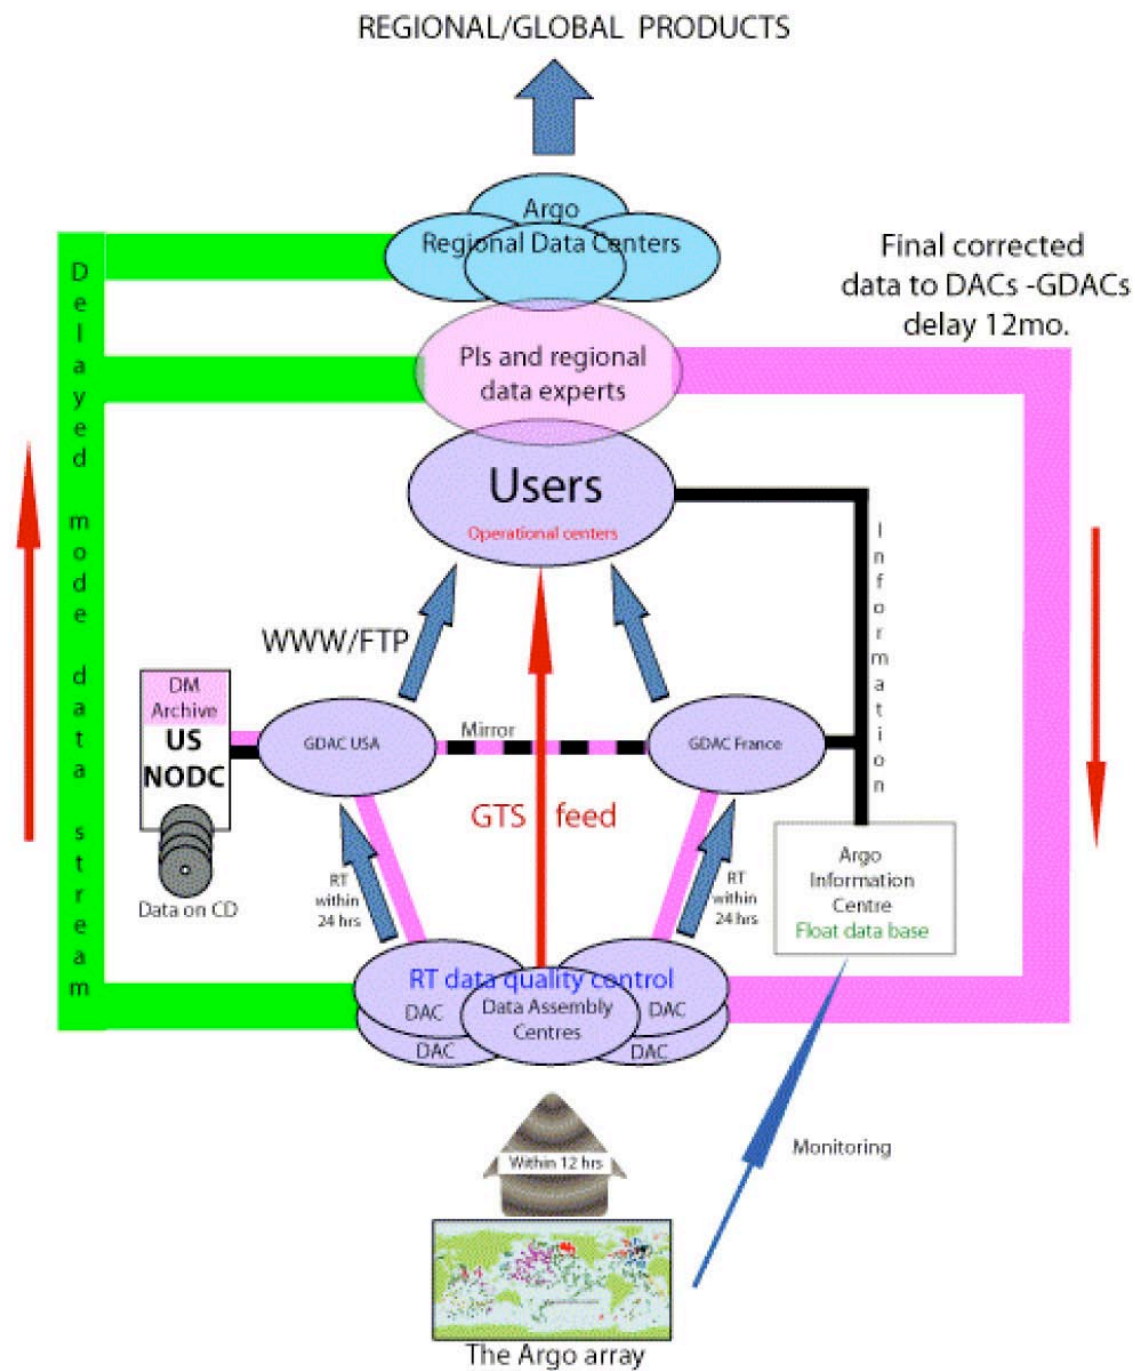 REGIONAL/GLOBAL PRODUCTS
Argo
Regional Data Centers
Final corrected
data to DACs -GDACs
delay 12mo.
PIs and regional
data experts
Delayed mode data stream
Users
Operational centers
Information
WWW/FTP
DM
Archive
US
NODC
Data on CD
GDAC USA
Mirror
GDAC France
GTS feed
RT
within
24 hrs
RT
within
24 hrs
Argo
Information
Centre
Float data base
RT data quality control
DAC
Data Assembly
Centres
DAC
DAC
DAC
Within 12 hrs
Monitoring
The Argo array